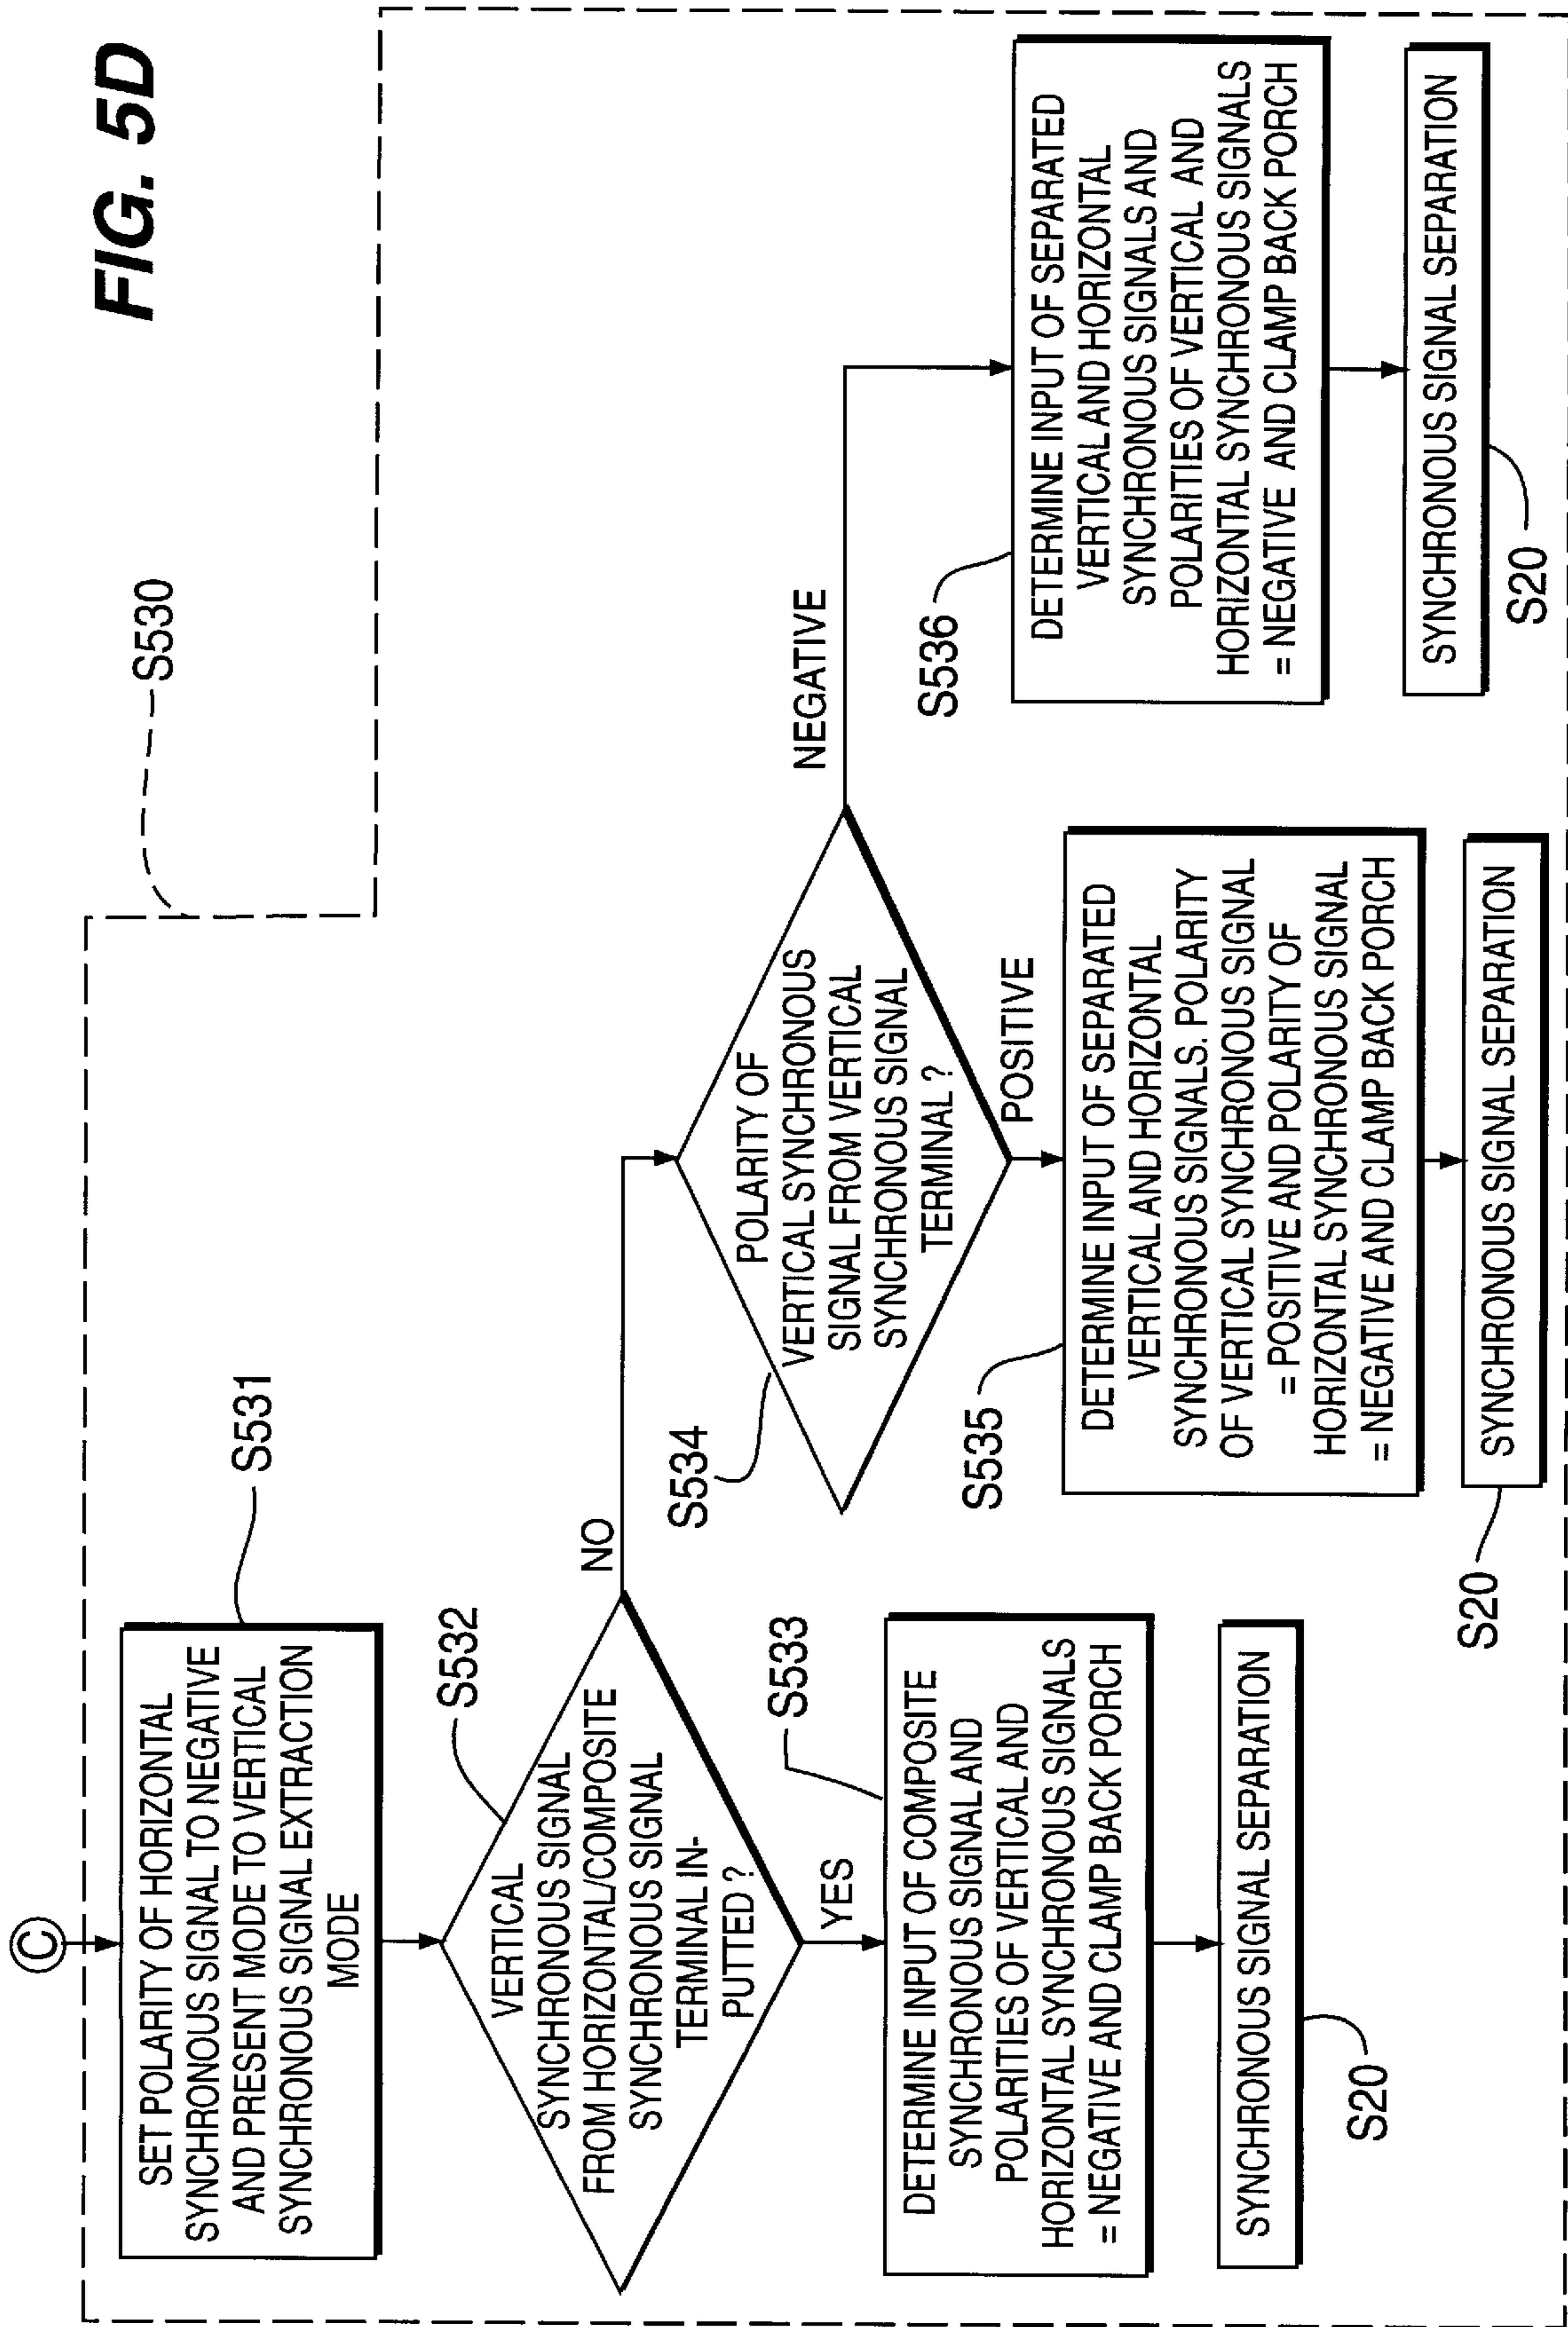 FIG. 5D
S530
C
SET POLARITY OF HORIZONTAL
SYNCHRONOUS SIGNAL TO NEGATIVE
AND PRESENT MODE TO VERTICAL
SYNCHRONOUS SIGNAL EXTRACTION
MODE
S531
VERTICAL
SYNCHRONOUS SIGNAL
FROM HORIZONTAL/COMPOSITE
SYNCHRONOUS SIGNAL
TERMINAL IN-
PUTTED ?
S532
NO
YES
DETERMINE INPUT OF COMPOSITE
SYNCHRONOUS SIGNAL AND
POLARITIES OF VERTICAL AND
HORIZONTAL SYNCHRONOUS SIGNALS
= NEGATIVE AND CLAMP BACK PORCH
S533
SYNCHRONOUS SIGNAL SEPARATION
S20
S534
POLARITY OF
VERTICAL SYNCHRONOUS
SIGNAL FROM VERTICAL
SYNCHRONOUS SIGNAL
TERMINAL ?
NEGATIVE
POSITIVE
S535
DETERMINE INPUT OF SEPARATED
VERTICAL AND HORIZONTAL
SYNCHRONOUS SIGNALS. POLARITY
OF VERTICAL SYNCHRONOUS SIGNAL
= POSITIVE AND POLARITY OF
HORIZONTAL SYNCHRONOUS SIGNAL
= NEGATIVE AND CLAMP BACK PORCH
SYNCHRONOUS SIGNAL SEPARATION
S20
S536
DETERMINE INPUT OF SEPARATED
VERTICAL AND HORIZONTAL
SYNCHRONOUS SIGNALS AND
POLARITIES OF VERTICAL AND
HORIZONTAL SYNCHRONOUS SIGNALS
= NEGATIVE AND CLAMP BACK PORCH
SYNCHRONOUS SIGNAL SEPARATION
S20